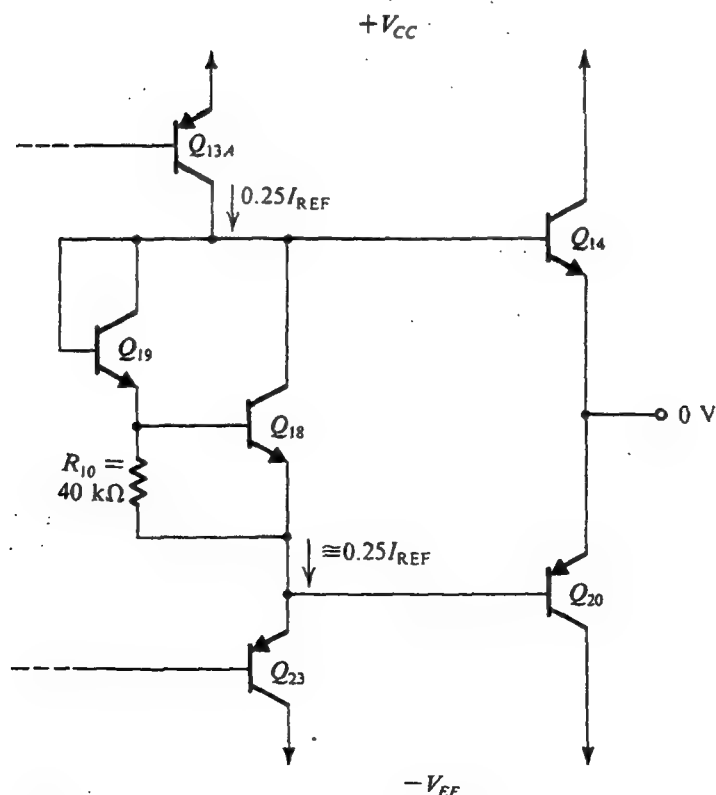 +V_CC
Q_13A
0.25I_REF
Q_14
Q_19
Q_18
0 V
R_10 =
40 kΩ
≅0.25I_REF
Q_20
Q_23
−V_EE